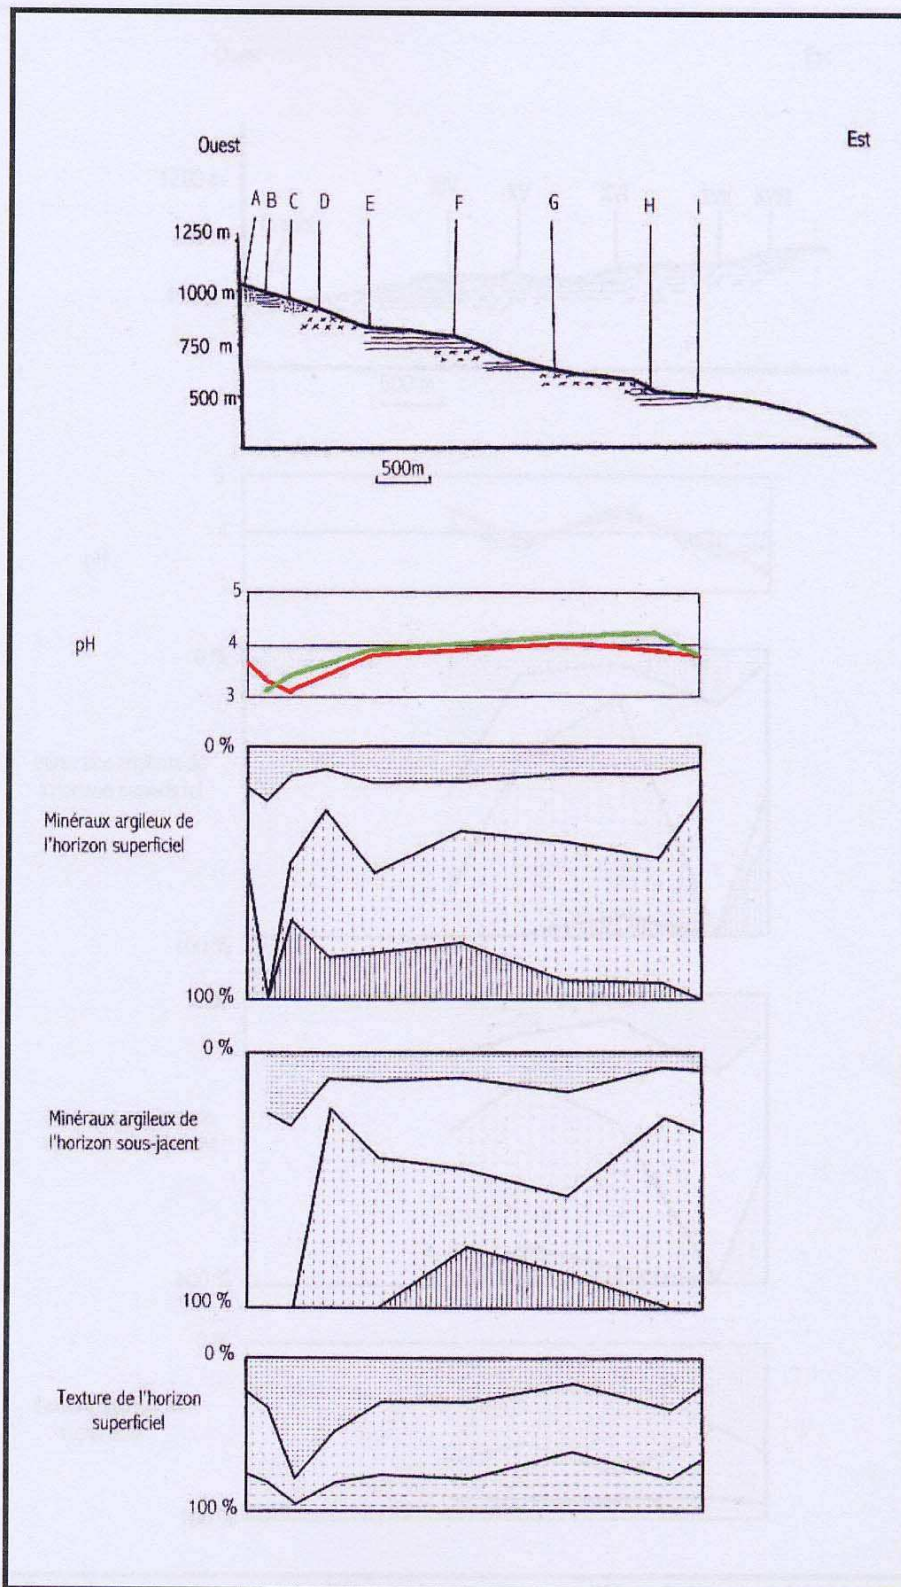 Ouest
Est
A B C D E F G H I
1250 m
1000 m
750 m
500 m
500m
pH
5
4
3
0 %
Minéraux argileux de
l'horizon superficiel
100 %
0 %
Minéraux argileux de
l'horizon sous-jacent
100 %
0 %
Texture de l'horizon
superficiel
100 %